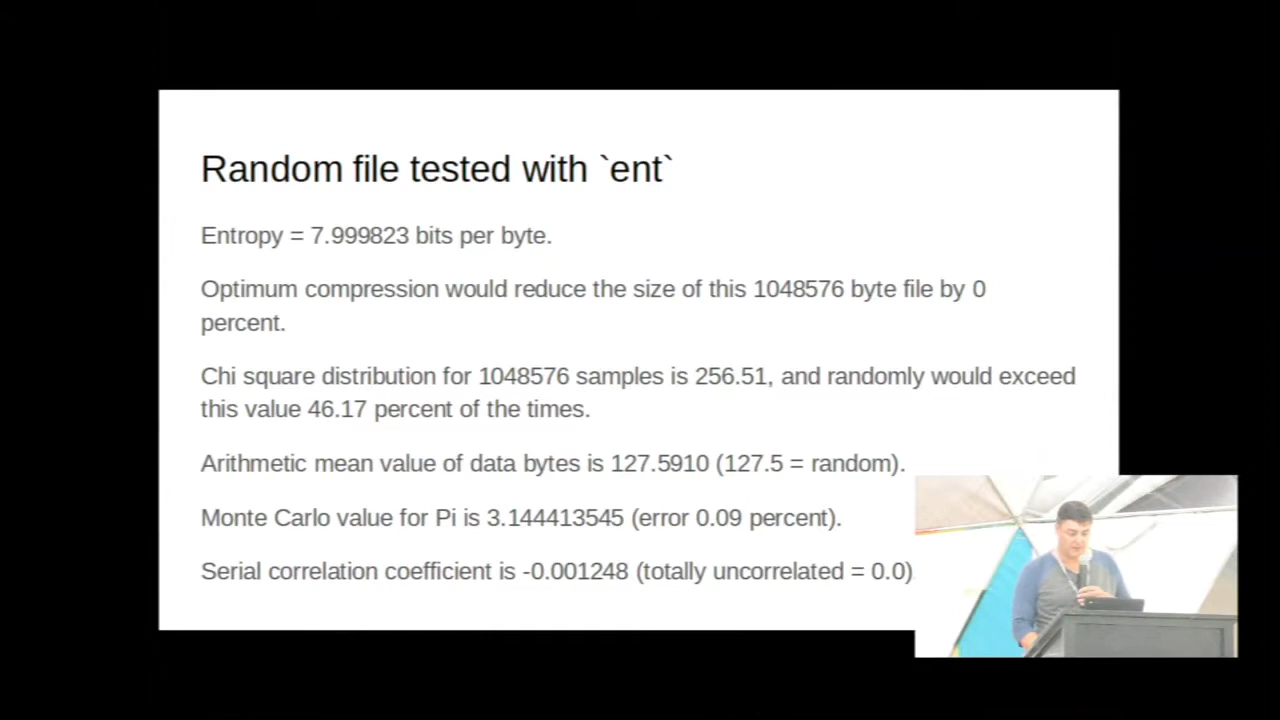 Random file tested with `ent`
Entropy = 7.999823 bits per byte.
Optimum compression would reduce the size of this 1048576 byte file by 0
percent.
Chi square distribution for 1048576 samples is 256.51, and randomly would exceed
this value 46.17 percent of the times.
Arithmetic mean value of data bytes is 127.5910 (127.5 = random).
Monte Carlo value for Pi is 3.144413545 (error 0.09 percent).
Serial correlation coefficient is -0.001248 (totally uncorrelated = 0.0)